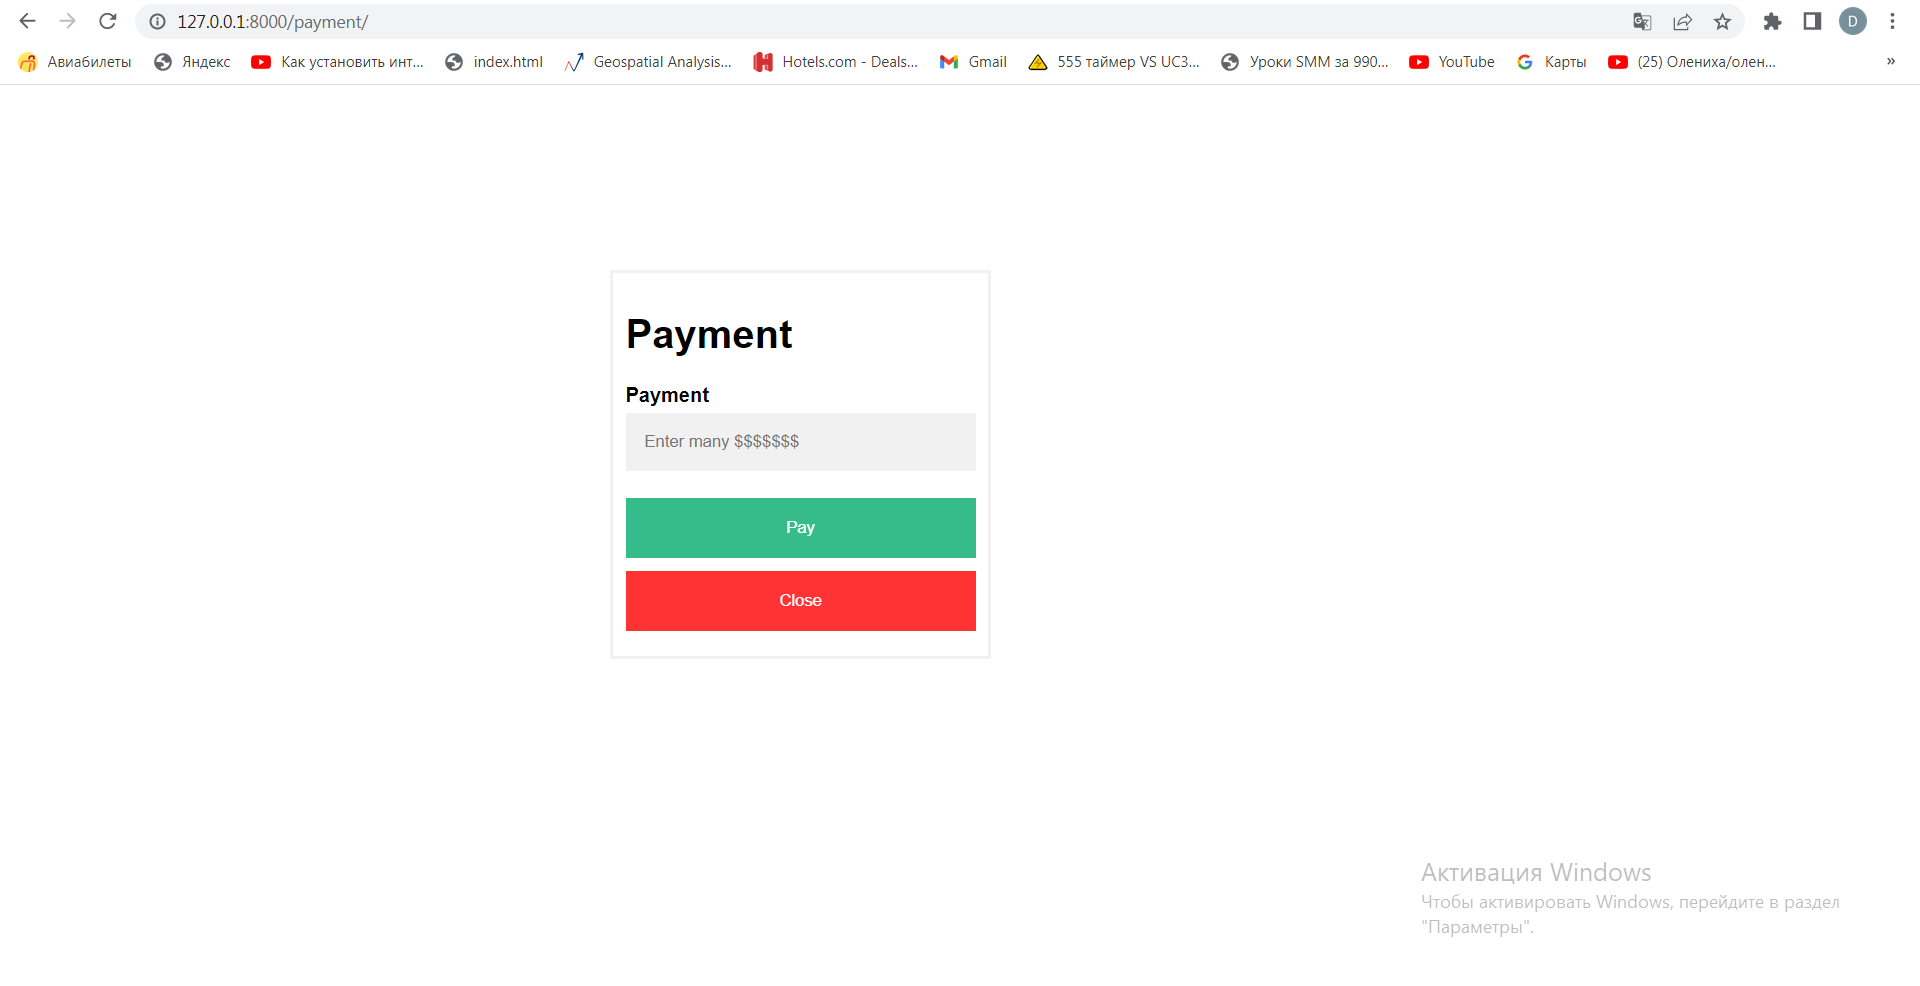 127.0.0.1:8000/payment/
D
Авиабилеты Яндекс Как установить инт... index.html Geospatial Analysis... Hotels.com - Deals... Gmail 555 таймер VS UC3... Уроки SMM за 990... YouTube Карты (25) Олениха/олен... »
Payment
Payment
Enter many $$$$$$$
Pay
Close
Активация Windows
Чтобы активировать Windows, перейдите в раздел
"Параметры".